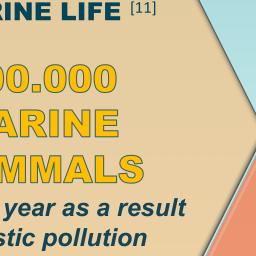 RINE LIFE [11]
00.000
ARINE
MMALS
year as a result
stic pollution